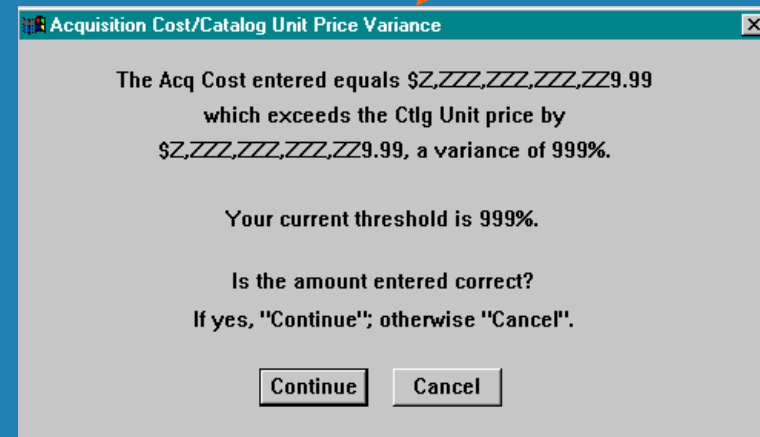 Acquisition Cost/Catalog Unit Price Variance
The Acq Cost entered equals $Z,ZZZ,ZZZ,ZZZ,ZZ9.99
which exceeds the Ctlg Unit price by
$Z,ZZZ,ZZZ,ZZZ,ZZ9.99, a variance of 999%.
Your current threshold is 999%.
Is the amount entered correct?
If yes, "Continue"; otherwise "Cancel".
Continue Cancel